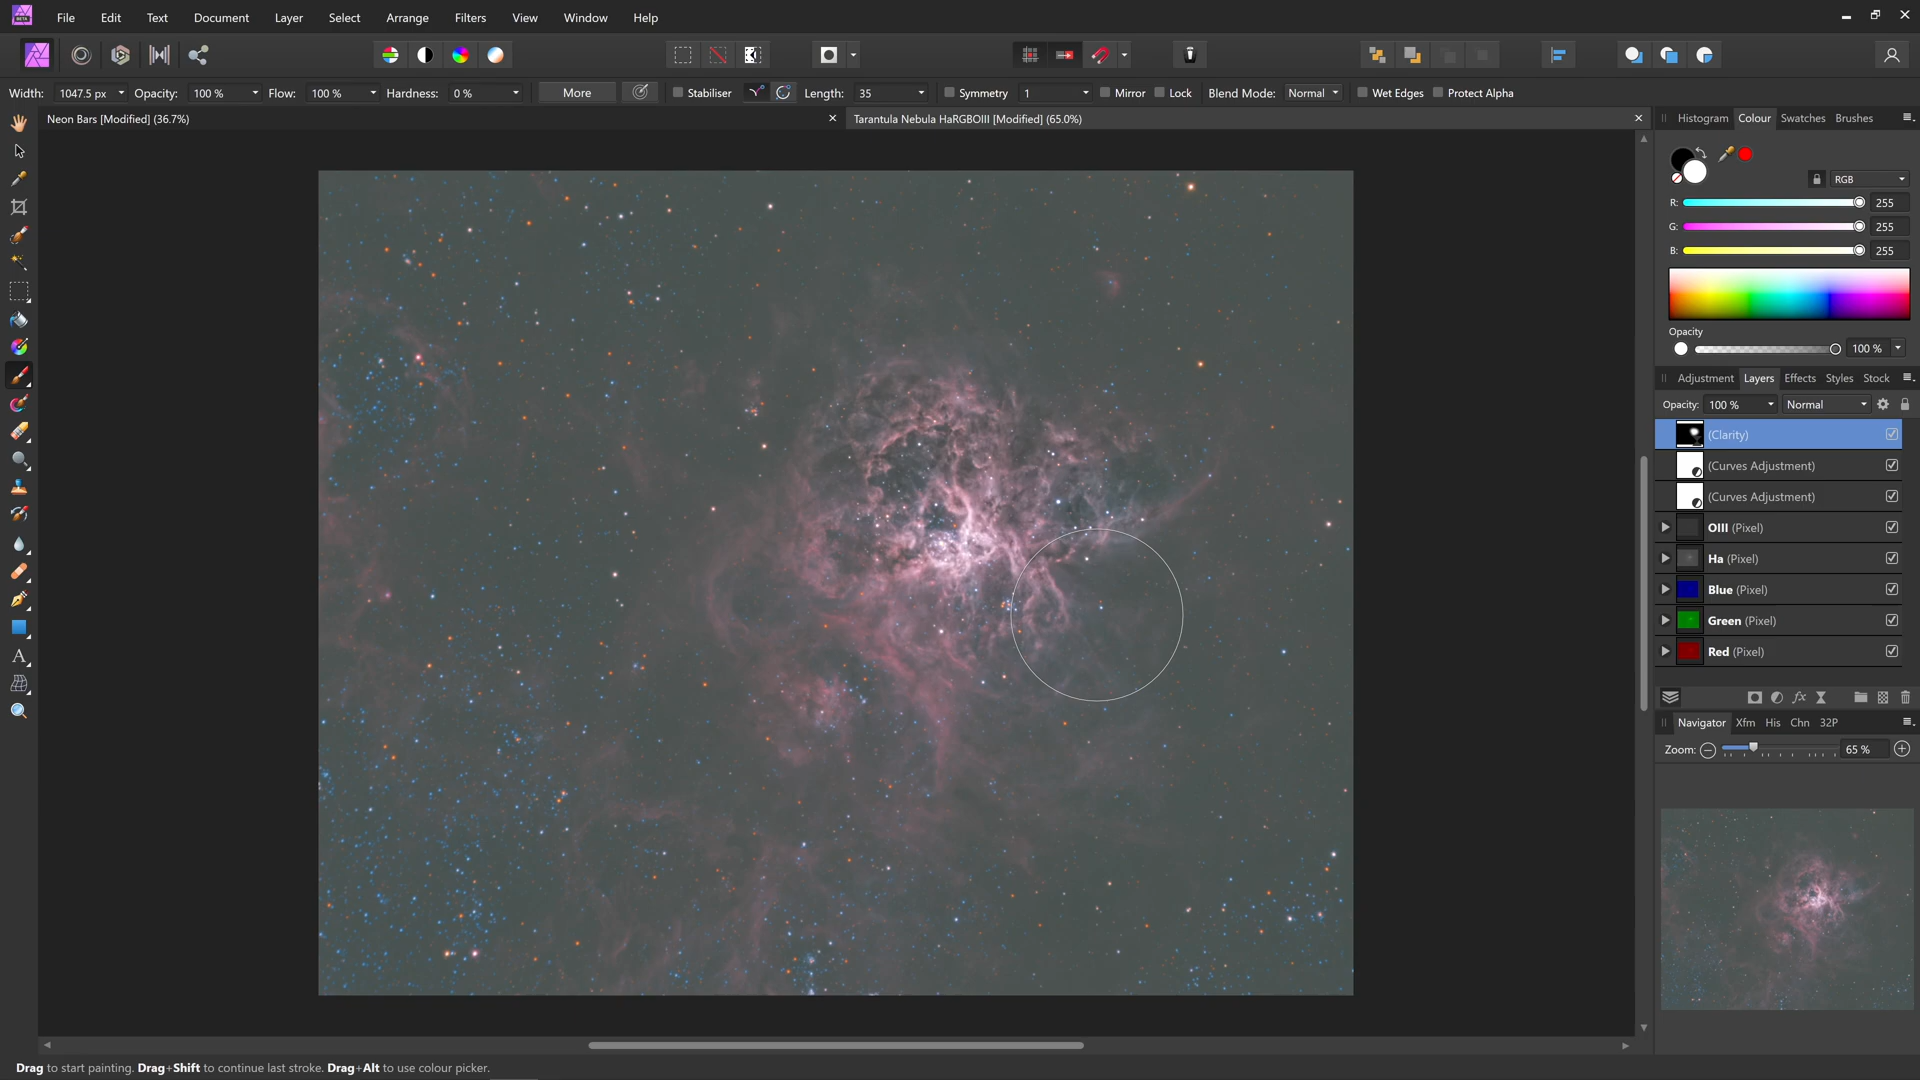 File Edit Text Document Layer Select Arrange Filters View Window Help
Width: 1047.5 px Opacity: 100 % Flow: 100 % Hardness: 0 % More Stabiliser Length: 35 Symmetry 1 Mirror Lock Blend Mode: Normal Wet Edges Protect Alpha
Neon Bars [Modified] (36.7%)
Tarantula Nebula HaRGBOIII [Modified] (65.0%)
Histogram Colour Swatches Brushes
RGB
R: 255
G: 255
B: 255
Opacity
100 %
Adjustment Layers Effects Styles Stock
Opacity: 100 % Normal
(Clarity)
(Curves Adjustment)
(Curves Adjustment)
OIII (Pixel)
Ha (Pixel)
Blue (Pixel)
Green (Pixel)
Red (Pixel)
fx
Navigator Xfm His Chn 32P
Zoom: 65 %
Drag to start painting. Drag+Shift to continue last stroke. Drag+Alt to use colour picker.